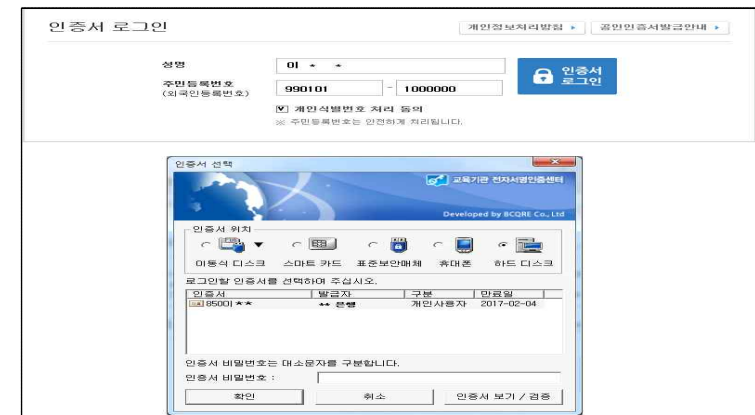 인증서 로그인
개인정보처리방침 ▸
공인인증서발급안내 ▸
성명
이 * *
주민등록번호
(외국인등록번호)
990101 - 1000000
인증서
로그인
개인식별번호 처리 동의
※ 주민등록번호는 안전하게 처리됩니다.
인증서 선택
교육기관 전자서명인증센터
Developed by BCQRE Co., Ltd
인증서 위치
이동식 디스크 스마트 카드 표준보안매체 휴대폰 하드 디스크
로그인할 인증서를 선택하여 주십시오.
인증서 발급자 구분 만료일
850이** ** 은행 개인사용자 2017-02-04
인증서 비밀번호는 대소문자를 구분합니다.
인증서 비밀번호 :
확인 취소 인증서 보기 / 검증